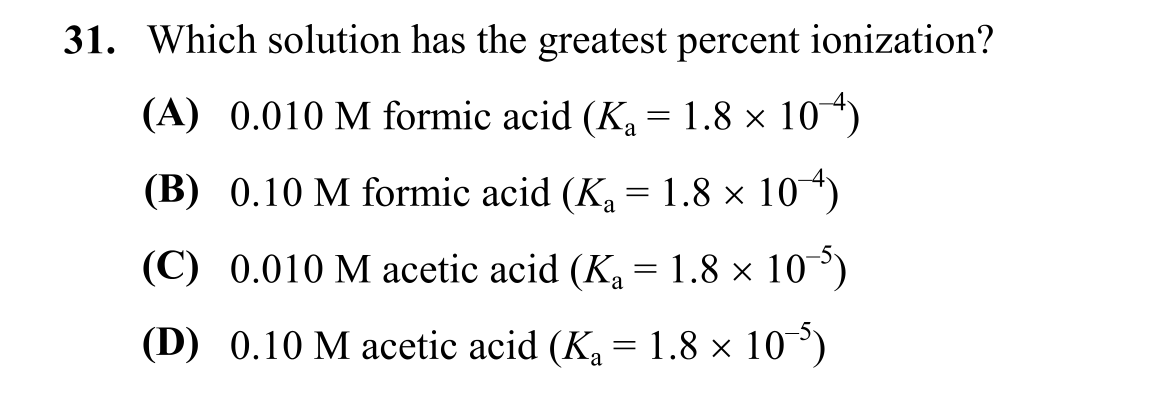 31. Which solution has the greatest percent ionization?
(A) 0.010 M formic acid (Kₐ = 1.8 × 10⁻⁴)
(B) 0.10 M formic acid (Kₐ = 1.8 × 10⁻⁴)
(C) 0.010 M acetic acid (Kₐ = 1.8 × 10⁻⁵)
(D) 0.10 M acetic acid (Kₐ = 1.8 × 10⁻⁵)